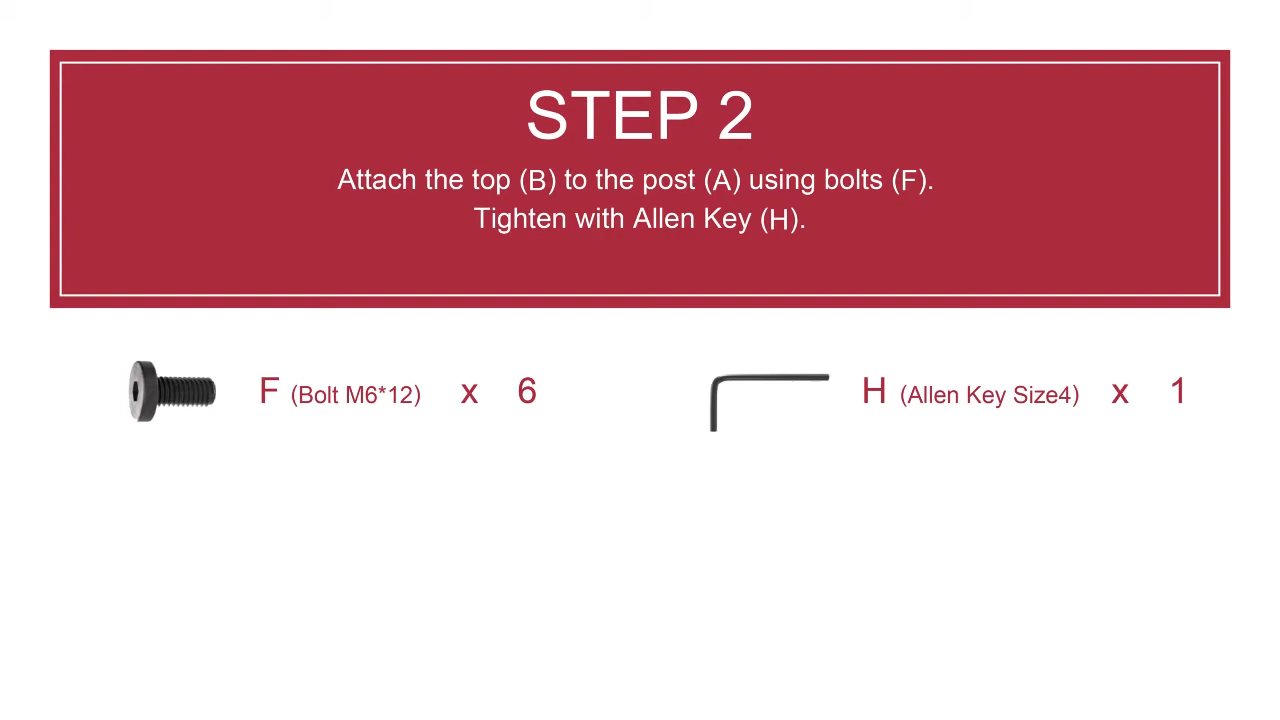 STEP 2
Attach the top (B) to the post (A) using bolts (F).
Tighten with Allen Key (H).
F (Bolt M6*12) x 6
H (Allen Key Size4) x 1